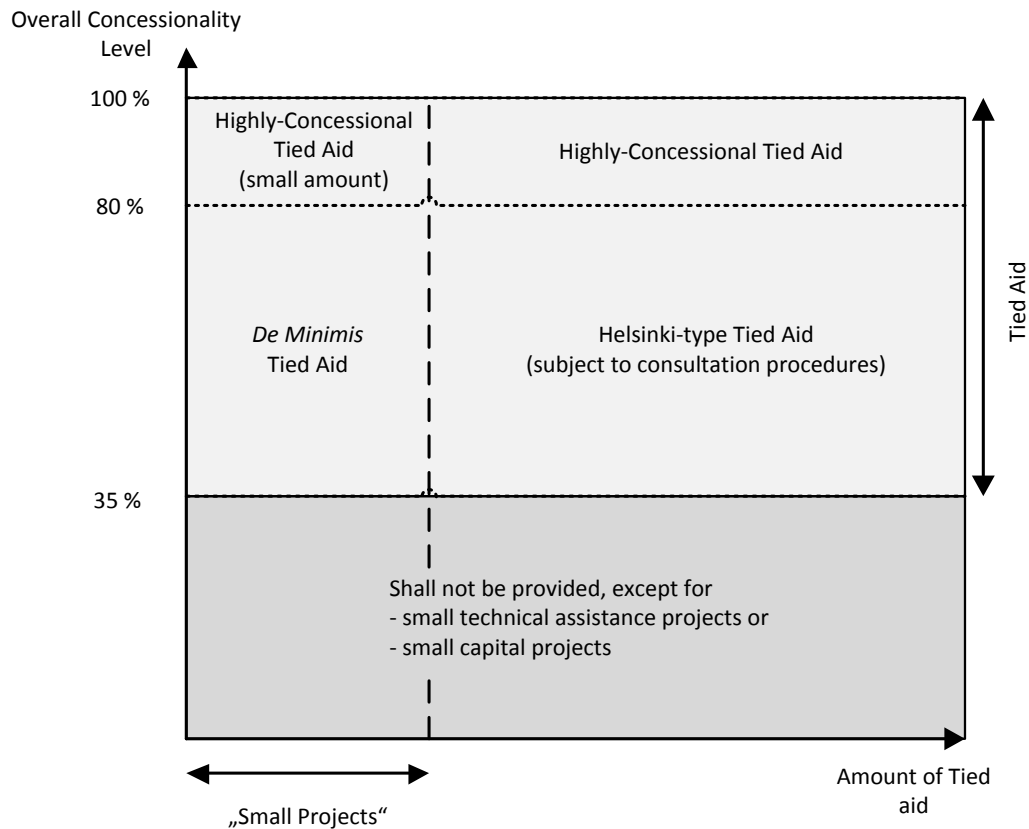 Overall Concessionality
Level
100 %
Highly-Concessional
Tied Aid
(small amount)
Highly-Concessional Tied Aid
80 %
De Minimis
Tied Aid
Helsinki-type Tied Aid
(subject to consultation procedures)
Tied Aid
35 %
Shall not be provided, except for
- small technical assistance projects or
- small capital projects
Amount of Tied
aid
„Small Projects“